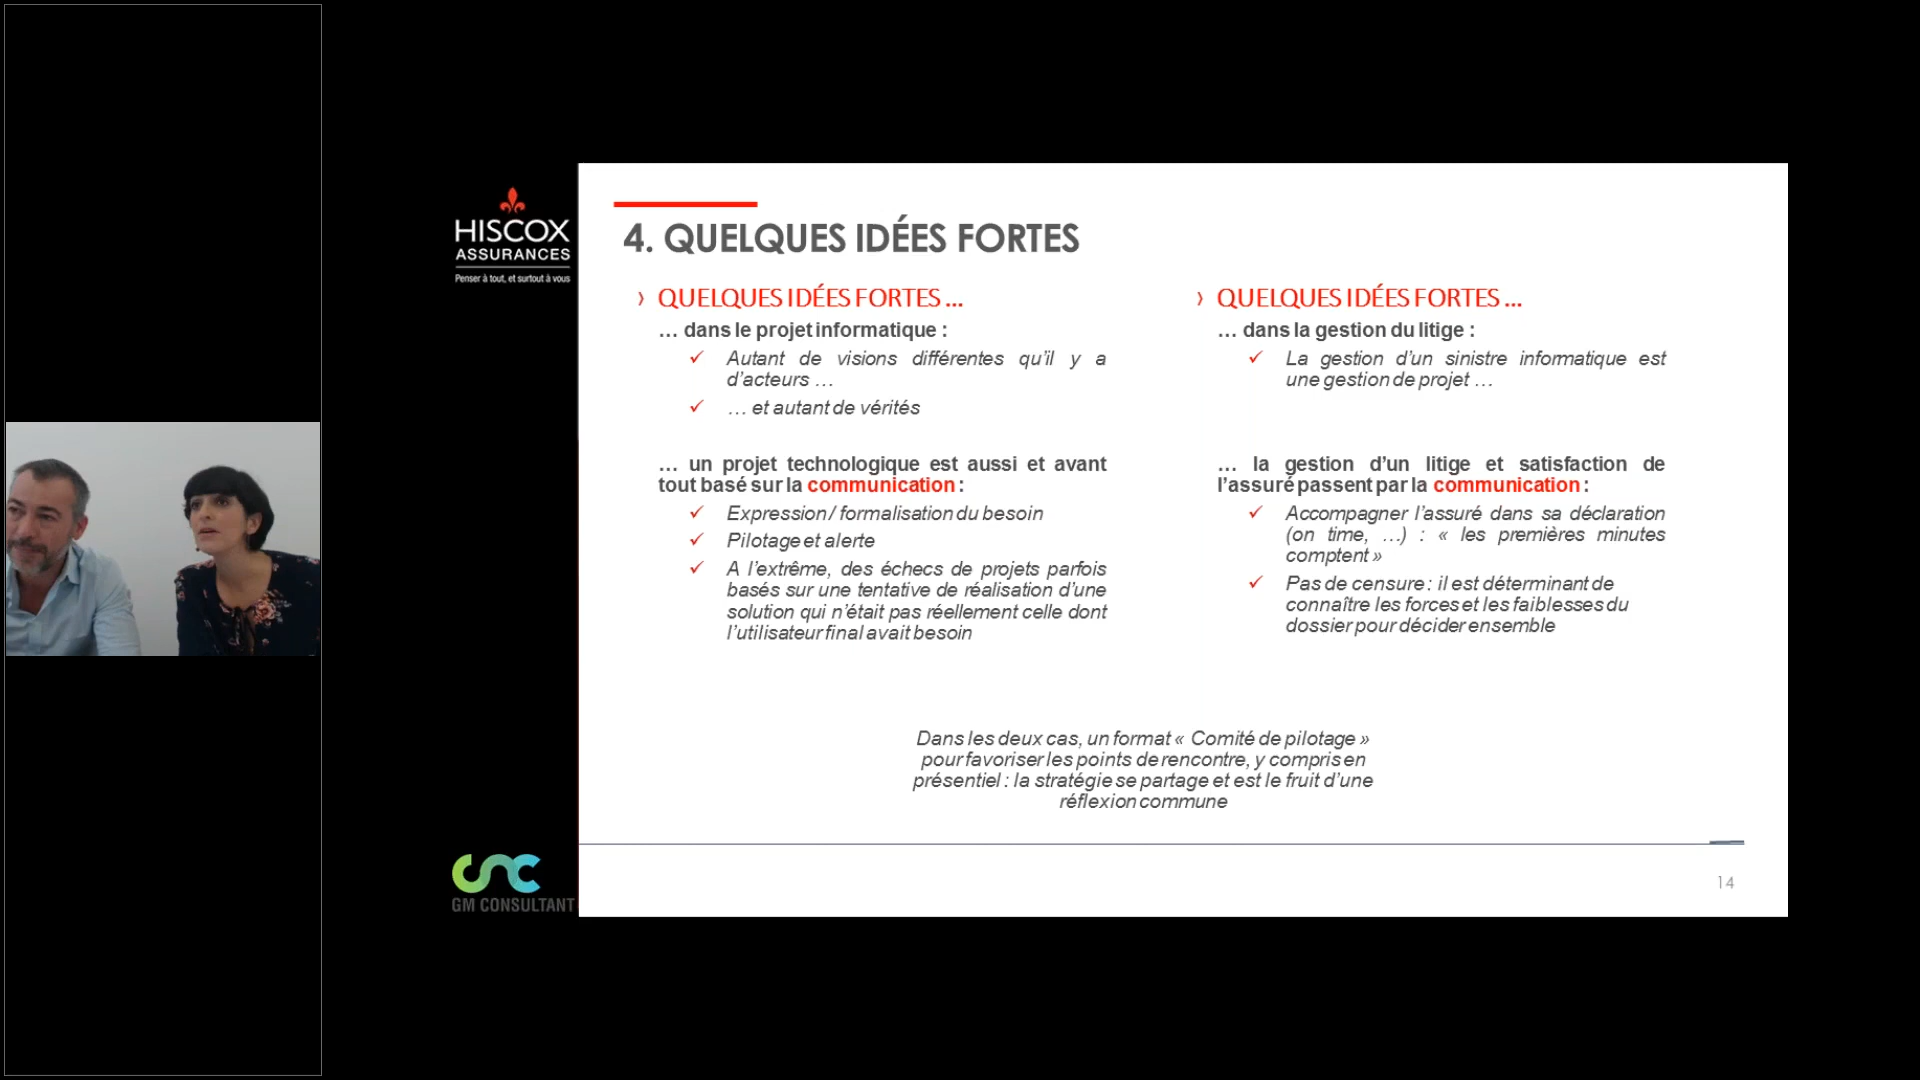 HISCOX
ASSURANCES
Penser à tout, et surtout à vous
4. QUELQUES IDÉES FORTES
› QUELQUES IDÉES FORTES ...
… dans le projet informatique :
✓ Autant de visions différentes qu’il y a
d’acteurs …
✓ … et autant de vérités
… un projet technologique est aussi et avant
tout basé sur la communication :
✓ Expression / formalisation du besoin
✓ Pilotage et alerte
✓ A l’extrême, des échecs de projets parfois
basés sur une tentative de réalisation d’une
solution qui n’était pas réellement celle dont
l’utilisateur final avait besoin
› QUELQUES IDÉES FORTES ...
… dans la gestion du litige :
✓ La gestion d’un sinistre informatique est
une gestion de projet …
… la gestion d’un litige et satisfaction de
l’assuré passent par la communication :
✓ Accompagner l’assuré dans sa déclaration
(on time, …) : « les premières minutes
comptent »
✓ Pas de censure : il est déterminant de
connaître les forces et les faiblesses du
dossier pour décider ensemble
Dans les deux cas, un format « Comité de pilotage »
pour favoriser les points de rencontre, y compris en
présentiel : la stratégie se partage et est le fruit d’une
réflexion commune
GM CONSULTANT
14